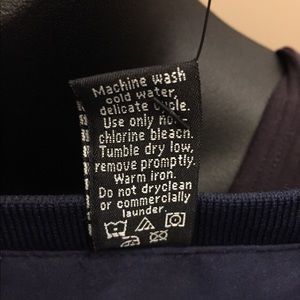 Machine wash
cold water,
delicate cycle.
Use only non-
chlorine bleach.
Tumble dry low,
remove promptly.
Warm iron.
Do not dryclean
or commercially
launder.